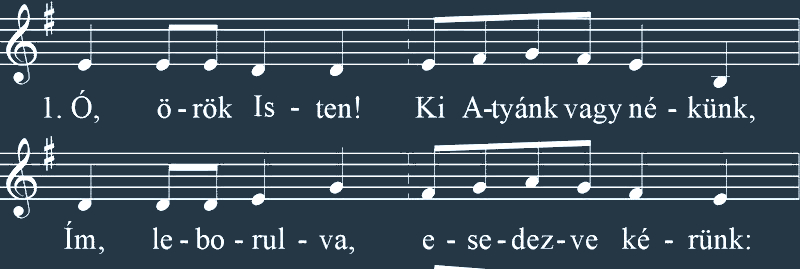 1. Ó, ö - rök Is - ten! Ki A-tyánk vagy né - künk,
Ím, le - bo - rul - va, e - se - dez - ve ké - rünk: